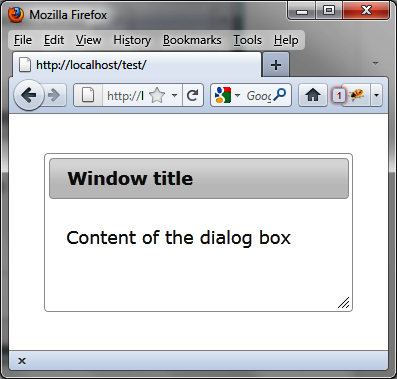 Mozilla Firefox
File Edit View History Bookmarks Tools Help
http://localhost/test/
http://l Goog
1
Window title
Content of the dialog box
x